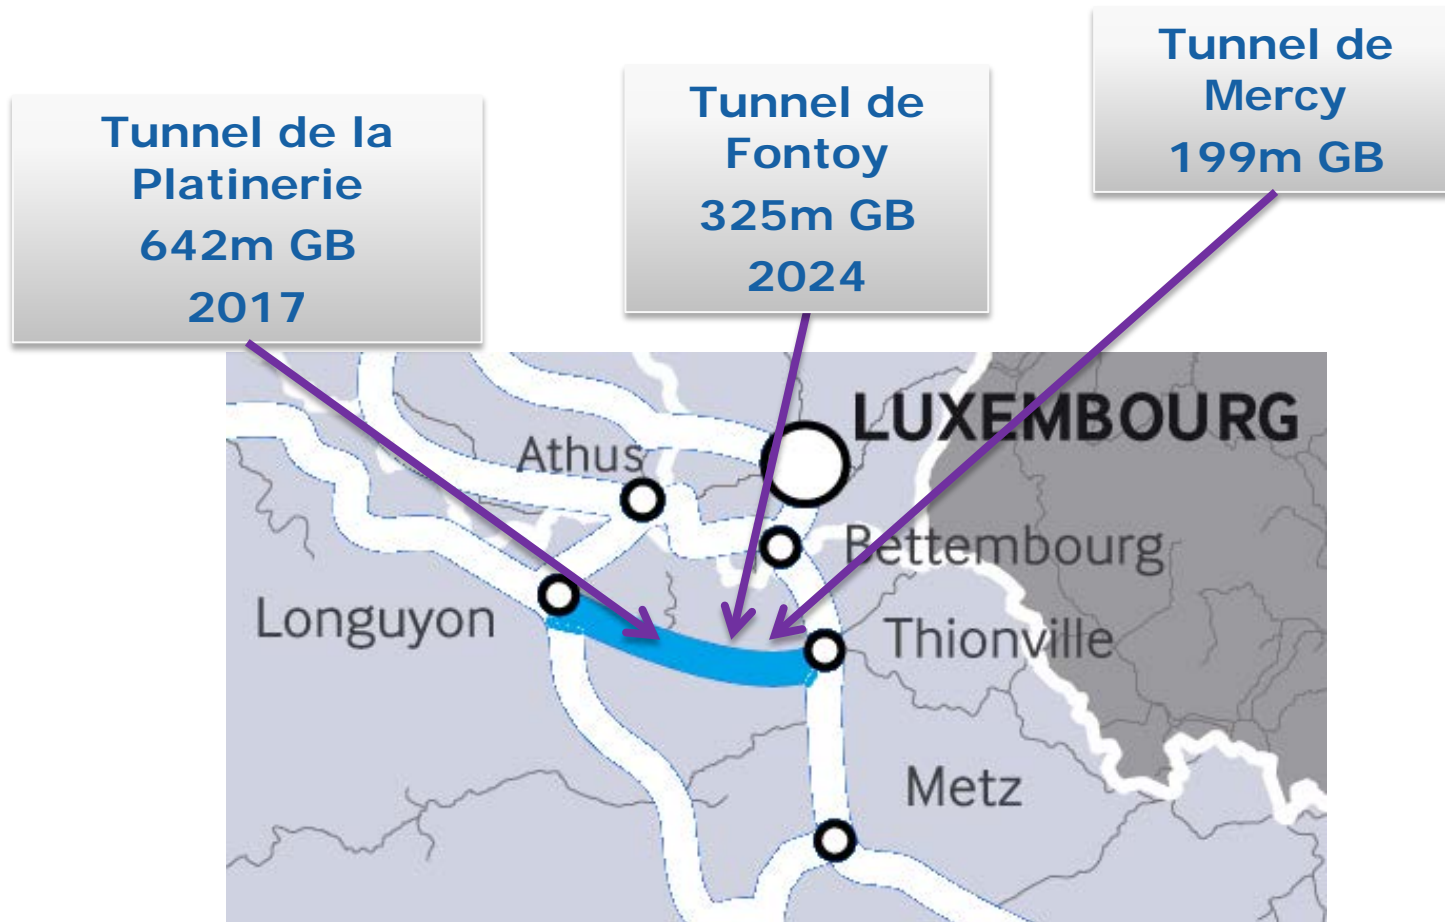 Tunnel de la
Platinerie
642m GB
2017
Tunnel de
Fontoy
325m GB
2024
Tunnel de
Mercy
199m GB
LUXEMBOURG
Athus
Bettembourg
Longuyon
Thionville
Metz